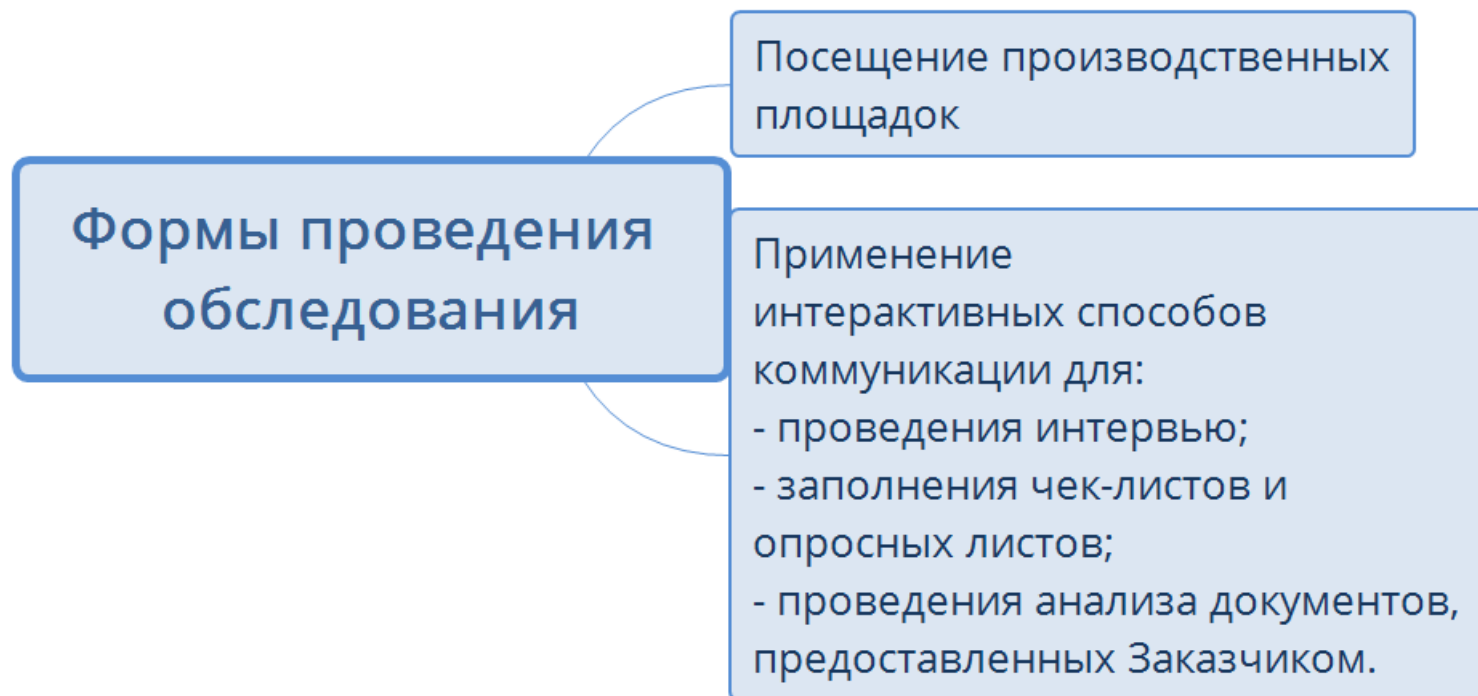 Формы проведения
обследования
Посещение производственных
площадок
Применение
интерактивных способов
коммуникации для:
- проведения интервью;
- заполнения чек-листов и
опросных листов;
- проведения анализа документов,
предоставленных Заказчиком.